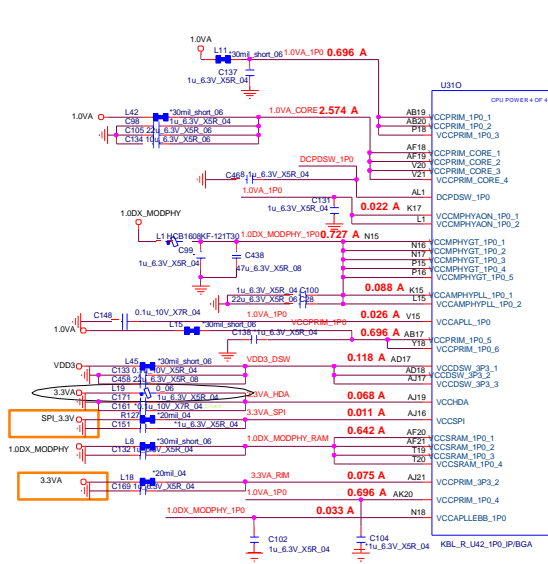 1.0VA
L11
*30mil_short_06
1.0VA_1P0
0.696 A
C137
1u_6.3V_X5R_04
U31O
CPU POWER 4 OF 4
1.0VA
L42
*30mil_short_06
C98
1u_6.3V_X5R_04
C105 22u_6.3V_X5R_06
C134 10u_6.3V_X5R_06
1.0VA_CORE
2.574 A
AB19
VCCPRIM_1P0_1
AB20
VCCPRIM_1P0_2
P18
VCCPRIM_1P0_3
AF18
VCCPRIM_CORE_1
AF19
VCCPRIM_CORE_2
V20
VCCPRIM_CORE_3
V21
VCCPRIM_CORE_4
DCPDSW_1P0
C468
1u_6.3V_X5R_04
AL1
DCPDSW_1P0
1.0VA_1P0
C131
1u_6.3V_X5R_04
0.022 A
K17
VCCMPHYAON_1P0_1
L1
VCCMPHYAON_1P0_2
1.0DX_MODPHY
L1
HCB1608KF-121T30
1.0DX_MODPHY_1P0
0.727 A
N15
C99
1u_6.3V_X5R_04
C438
47u_6.3V_X5R_08
N16
VCCMPHYGT_1P0_1
VCCMPHYGT_1P0_2
N17
VCCMPHYGT_1P0_3
P15
VCCMPHYGT_1P0_4
P16
VCCMPHYGT_1P0_5
0.088 A
1u_6.3V_X5R_04
C100
22u_6.3V_X5R_06
C28
K15
VCCAMPHYPLL_1P0_1
L15
VCCAMPHYPLL_1P0_2
C148
0.1u_10V_X7R_04
1.0VA
L15
*30mil_short_06
1.0VA_1P0
0.026 A
V15
VCCAPLL_1P0
VCCPRIM_1P0
C138
*1u_6.3V_X5R_04
0.696 A
AB17
VCCPRIM_1P0_5
Y18
VCCPRIM_1P0_6
VDD3
L45
*30mil_short_06
C133 0.1u_10V_X5R_04
C458 22u_6.3V_X5R_08
VDD3_DSW
0.118 A
AD17
VCCDSW_3P3_1
AD18
VCCDSW_3P3_2
AJ17
VCCDSW_3P3_3
3.3VA
L19
0_06
C171
1u_6.3V_X5R_04
C161
*0.1u_10V_X7R_04
3.3VA_HDA
0.068 A
AJ19
VCCHDA
SPI_3.3V
R127
*20mil_04
C151
*1u_6.3V_X5R_04
3.3VA_SPI
0.011 A
AJ16
VCCSPI
1.0DX_MODPHY
L8
*30mil_short_06
C132
1u_6.3V_X5R_04
1.0DX_MODPHY_RAM
0.642 A
AF20
VCCSRAM_1P0_1
AF21
VCCSRAM_1P0_2
T19
VCCSRAM_1P0_3
T20
VCCSRAM_1P0_4
3.3VA
L18
*20mil_04
C169
1u_6.3V_X5R_04
3.3VA_RIM
0.075 A
AJ21
VCCPRIM_3P3_2
1.0VA_1P0
0.696 A
AK20
VCCPRIM_1P0_4
1.0DX_MODPHY_1P0
0.033 A
N18
VCCAPLLEBB_1P0
C102
1u_6.3V_X5R_04
C104
*1u_6.3V_X5R_04
KBL_R_U42_1P0_IP/BGA